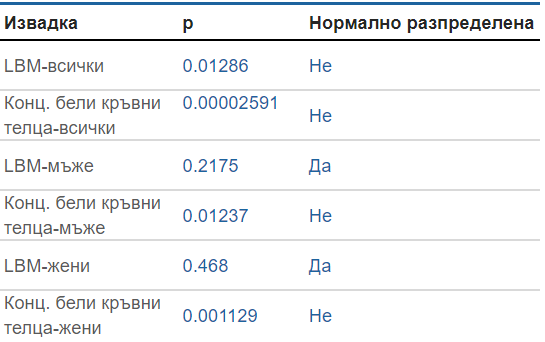 Извадка p Нормално разпределена
LBM-всички 0.01286 Не
Конц. бели кръвни
телца-всички 0.00002591 Не
LBM-мъже 0.2175 Да
Конц. бели кръвни
телца-мъже 0.01237 Не
LBM-жени 0.468 Да
Конц. бели кръвни
телца-жени 0.001129 Не